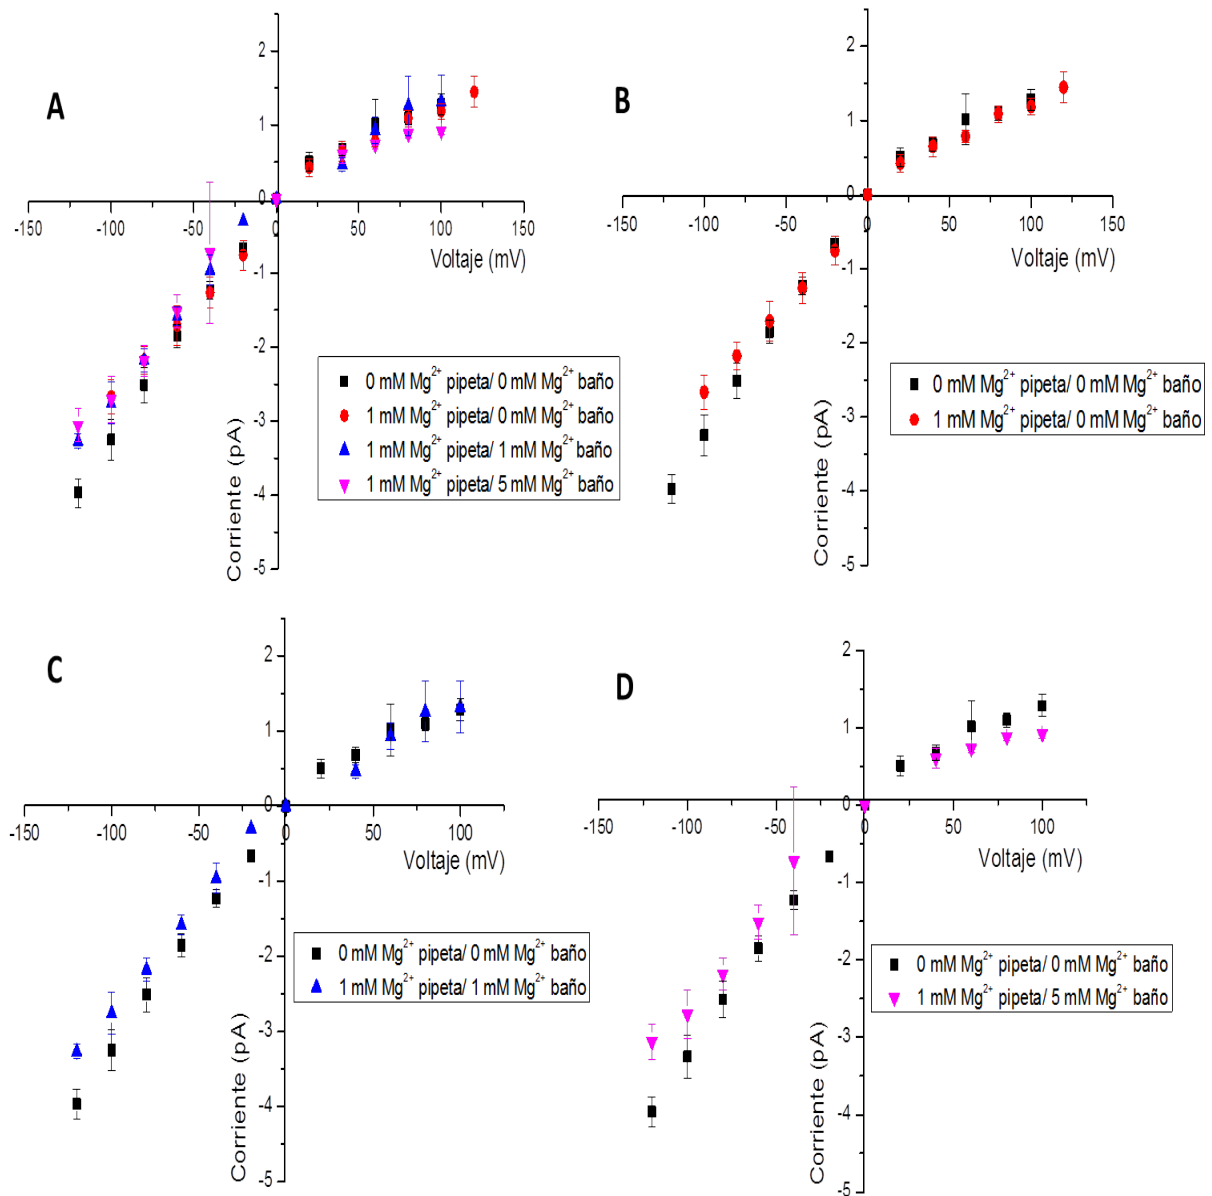 A
2
1
0
-150
-100
-50
50
100
150
Voltaje (mV)
-1
-2
-3
-4
-5
Corriente (pA)
0 mM Mg²⁺ pipeta/ 0 mM Mg²⁺ baño
1 mM Mg²⁺ pipeta/ 0 mM Mg²⁺ baño
1 mM Mg²⁺ pipeta/ 1 mM Mg²⁺ baño
1 mM Mg²⁺ pipeta/ 5 mM Mg²⁺ baño
B
2
1
0
-150
-100
-50
0
50
100
150
Voltaje (mV)
-1
-2
-3
-4
-5
Corriente (pA)
0 mM Mg²⁺ pipeta/ 0 mM Mg²⁺ baño
1 mM Mg²⁺ pipeta/ 0 mM Mg²⁺ baño
C
2
1
0
-150
-100
-50
0
50
100
Voltaje (mV)
-1
-2
-3
-4
-5
Corriente (pA)
0 mM Mg²⁺ pipeta/ 0 mM Mg²⁺ baño
1 mM Mg²⁺ pipeta/ 1 mM Mg²⁺ baño
D
2
1
0
-150
-100
-50
0
50
100
Voltaje (mV)
-1
-2
-3
-4
-5
Corriente (pA)
0 mM Mg²⁺ pipeta/ 0 mM Mg²⁺ baño
1 mM Mg²⁺ pipeta/ 5 mM Mg²⁺ baño